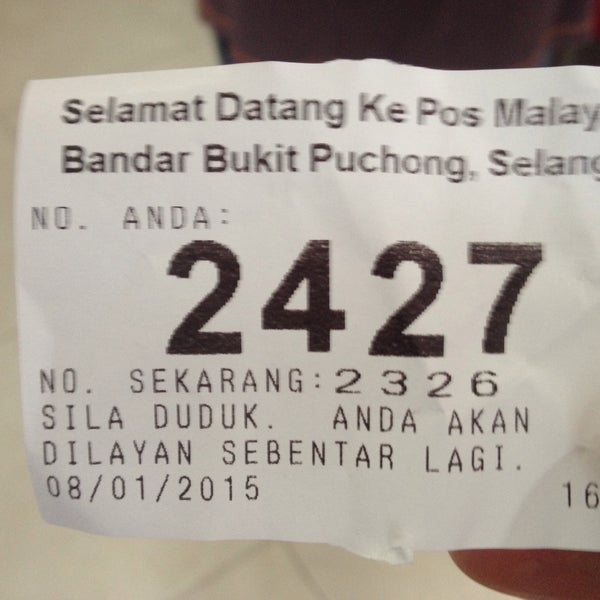 Selamat Datang Ke Pos Malay
Bandar Bukit Puchong, Selang
NO. ANDA:
2427
NO. SEKARANG:2326
SILA DUDUK. ANDA AKAN
DILAYAN SEBENTAR LAGI.
08/01/2015 16